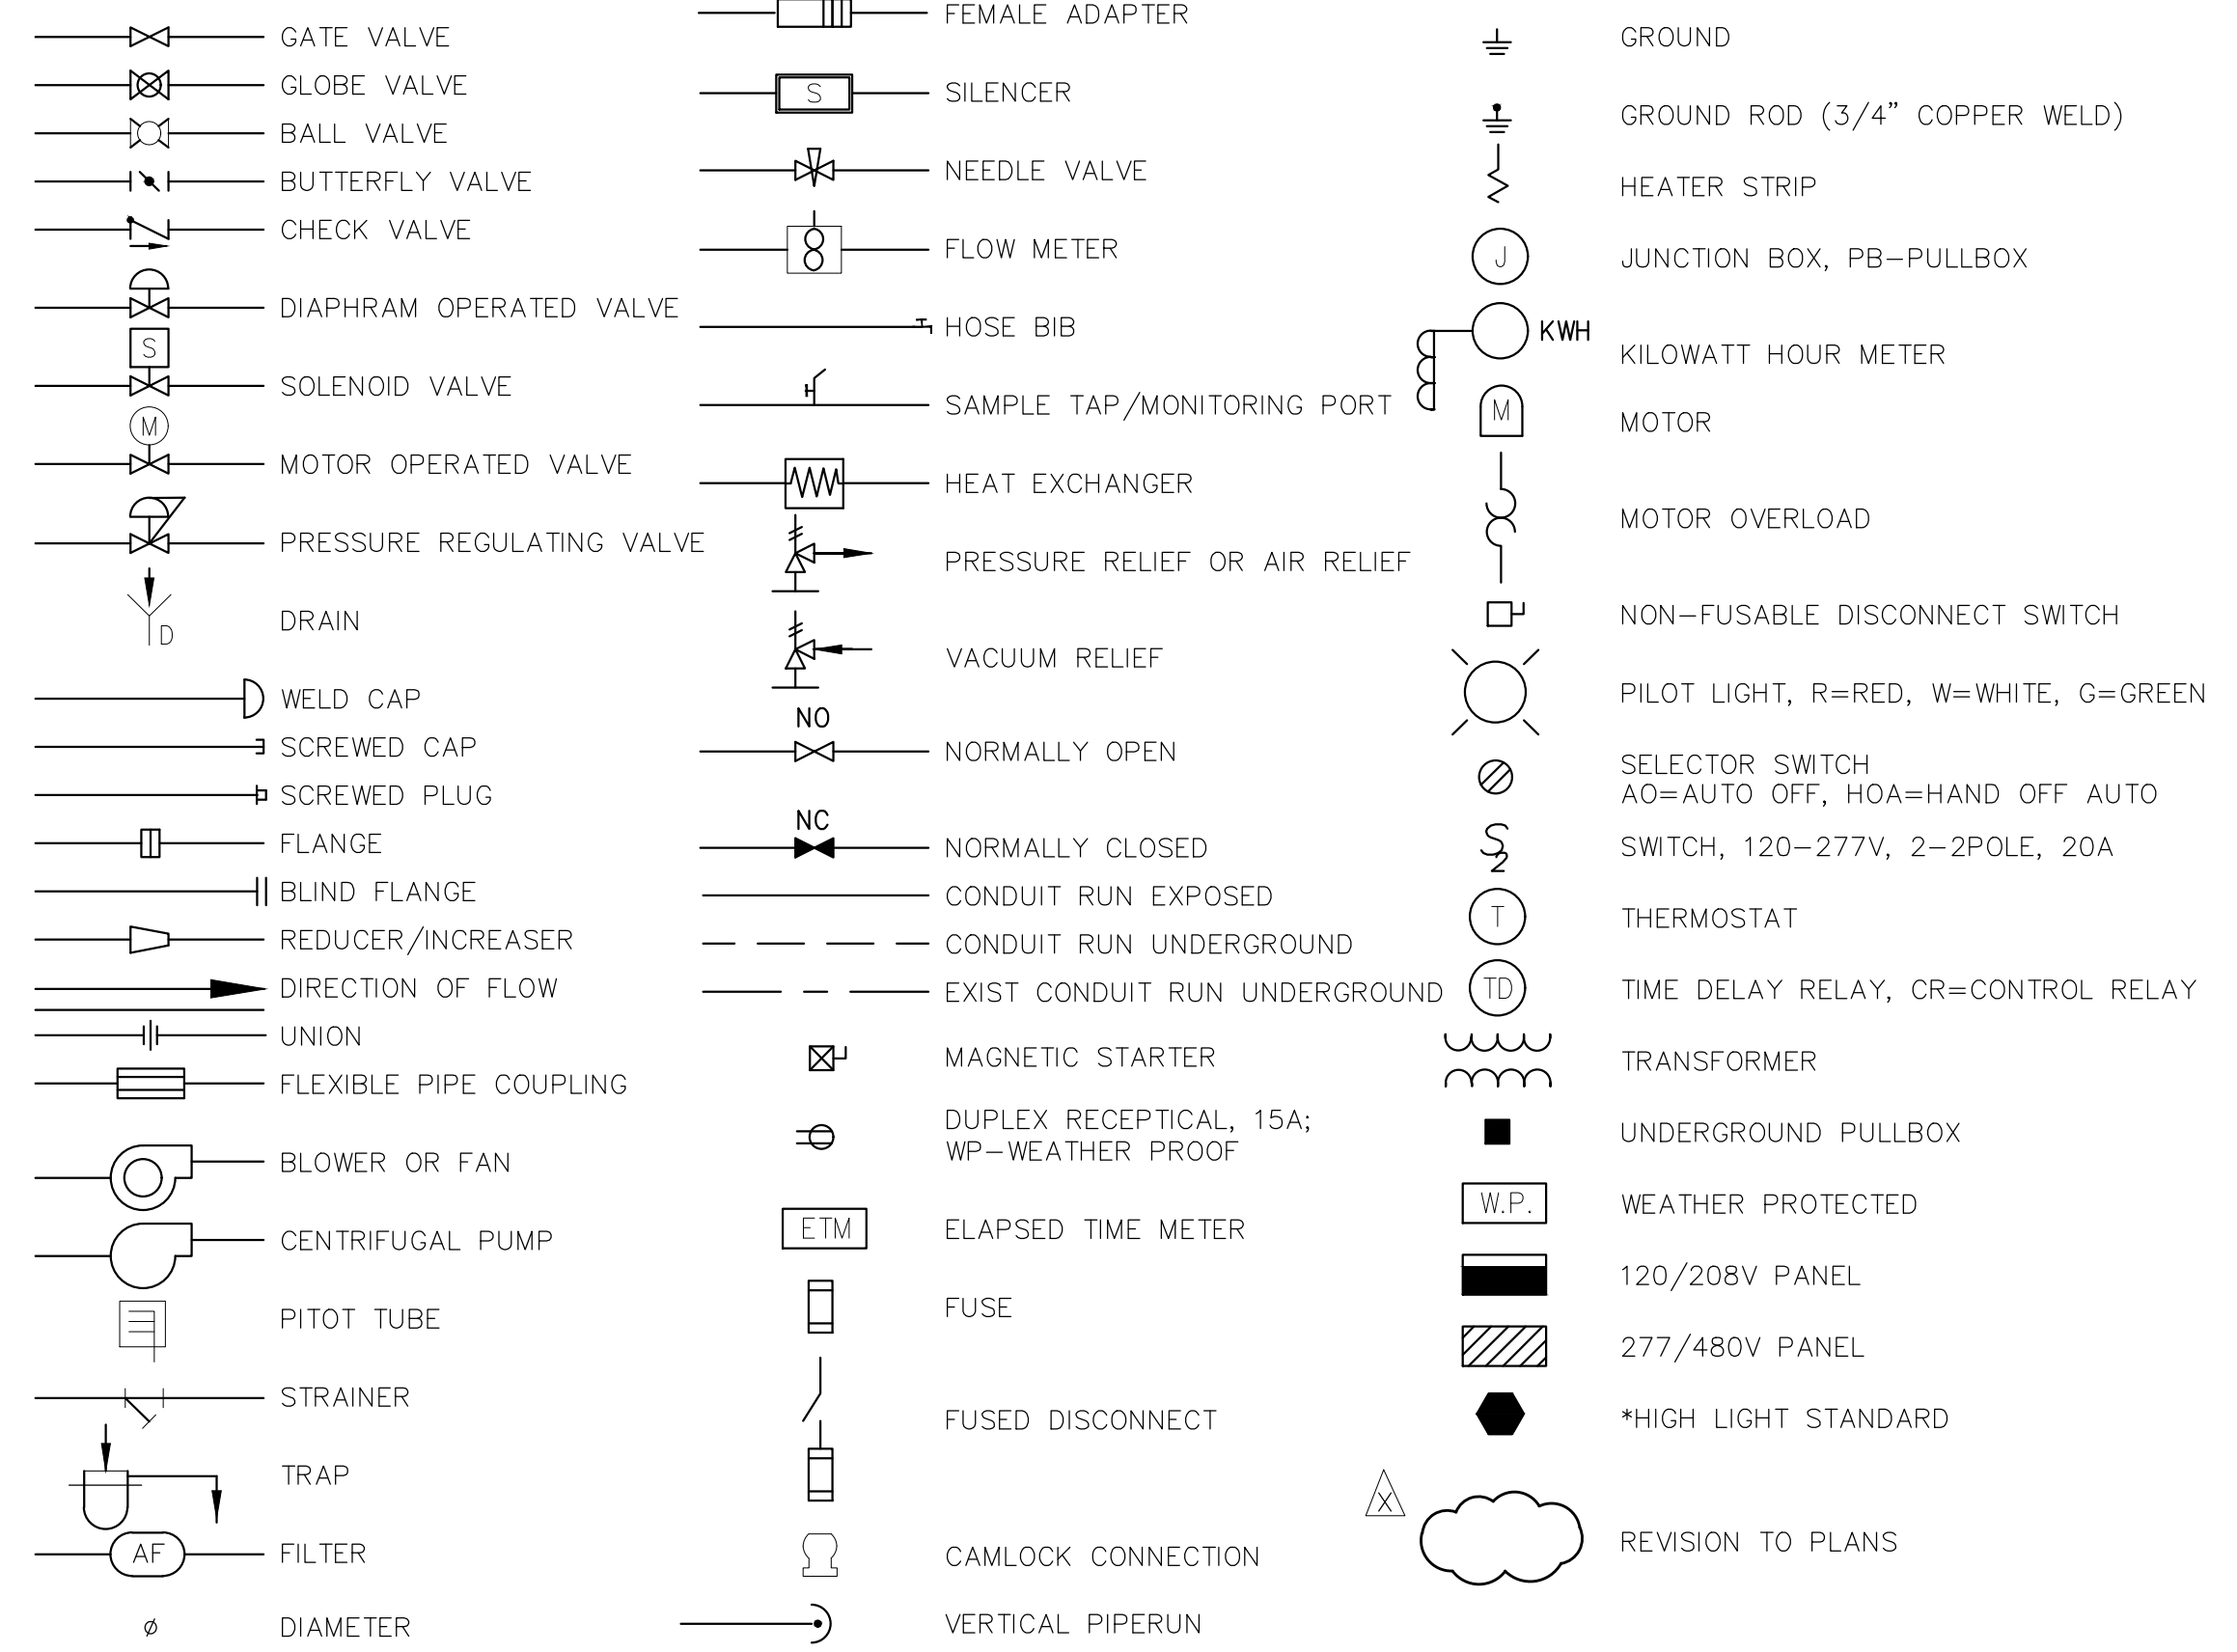 GATE VALVE
GLOBE VALVE
BALL VALVE
BUTTERFLY VALVE
CHECK VALVE
DIAPHRAM OPERATED VALVE
S
SOLENOID VALVE
M
MOTOR OPERATED VALVE
PRESSURE REGULATING VALVE
DRAIN
D
WELD CAP
SCREWED CAP
SCREWED PLUG
FLANGE
BLIND FLANGE
REDUCER/INCREASER
DIRECTION OF FLOW
UNION
FLEXIBLE PIPE COUPLING
BLOWER OR FAN
CENTRIFUGAL PUMP
PITOT TUBE
STRAINER
TRAP
AF FILTER
ø DIAMETER
FEMALE ADAPTER
S SILENCER
NEEDLE VALVE
FLOW METER
HOSE BIB
SAMPLE TAP/MONITORING PORT
HEAT EXCHANGER
PRESSURE RELIEF OR AIR RELIEF
VACUUM RELIEF
NO
NORMALLY OPEN
NC
NORMALLY CLOSED
CONDUIT RUN EXPOSED
CONDUIT RUN UNDERGROUND
EXIST CONDUIT RUN UNDERGROUND
MAGNETIC STARTER
DUPLEX RECEPTICAL, 15A;
WP-WEATHER PROOF
ETM ELAPSED TIME METER
FUSE
FUSED DISCONNECT
CAMLOCK CONNECTION
VERTICAL PIPERUN
GROUND
GROUND ROD (3/4" COPPER WELD)
HEATER STRIP
J JUNCTION BOX, PB-PULLBOX
KWH
KILOWATT HOUR METER
M MOTOR
MOTOR OVERLOAD
NON-FUSABLE DISCONNECT SWITCH
PILOT LIGHT, R=RED, W=WHITE, G=GREEN
SELECTOR SWITCH
AO=AUTO OFF, HOA=HAND OFF AUTO
S2 SWITCH, 120-277V, 2-2POLE, 20A
T THERMOSTAT
TD TIME DELAY RELAY, CR=CONTROL RELAY
TRANSFORMER
UNDERGROUND PULLBOX
W.P. WEATHER PROTECTED
120/208V PANEL
277/480V PANEL
*HIGH LIGHT STANDARD
X
REVISION TO PLANS